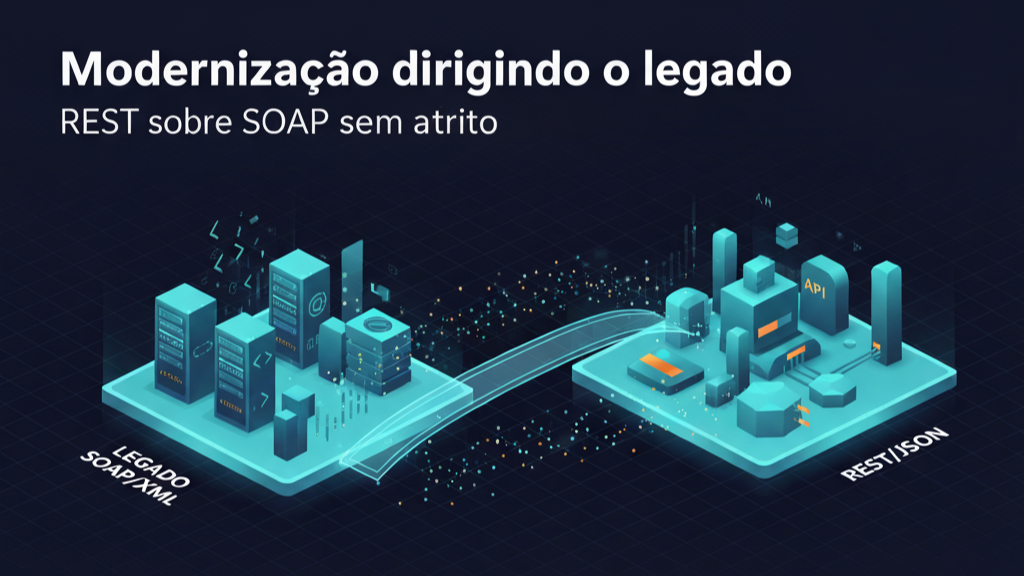 Modernização dirigindo o legado
REST sobre SOAP sem atrito
API
LEGADO
SOAP/XML
REST/JSON